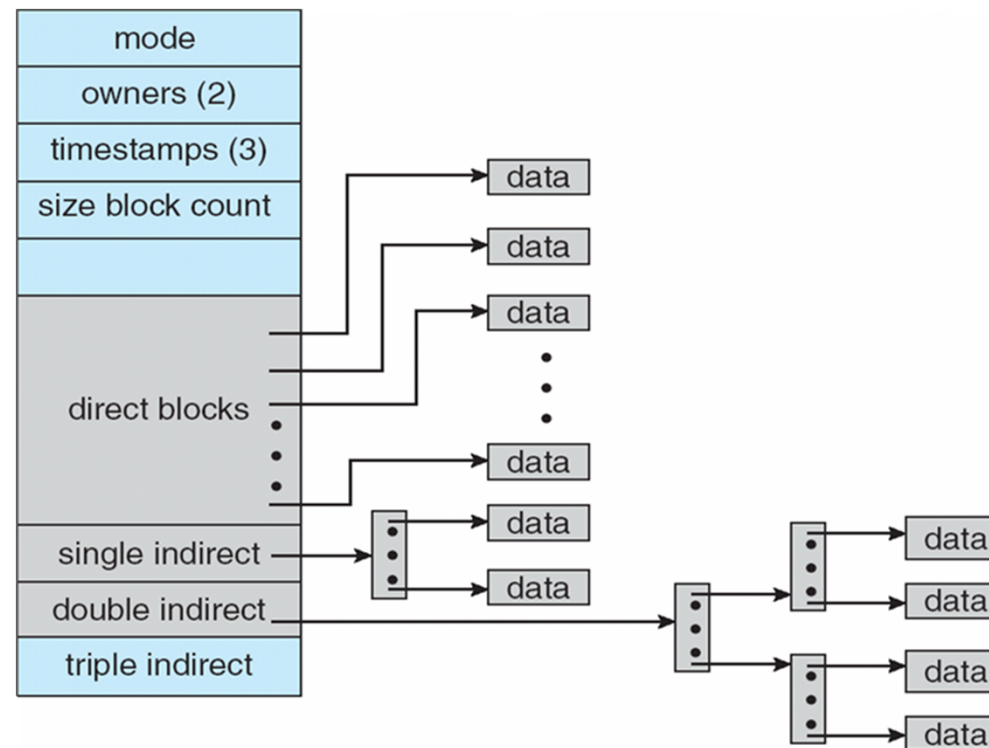 mode
owners (2)
timestamps (3)
size block count
direct blocks
single indirect
double indirect
triple indirect
data
data
data
data
data
data
data
data
data
data